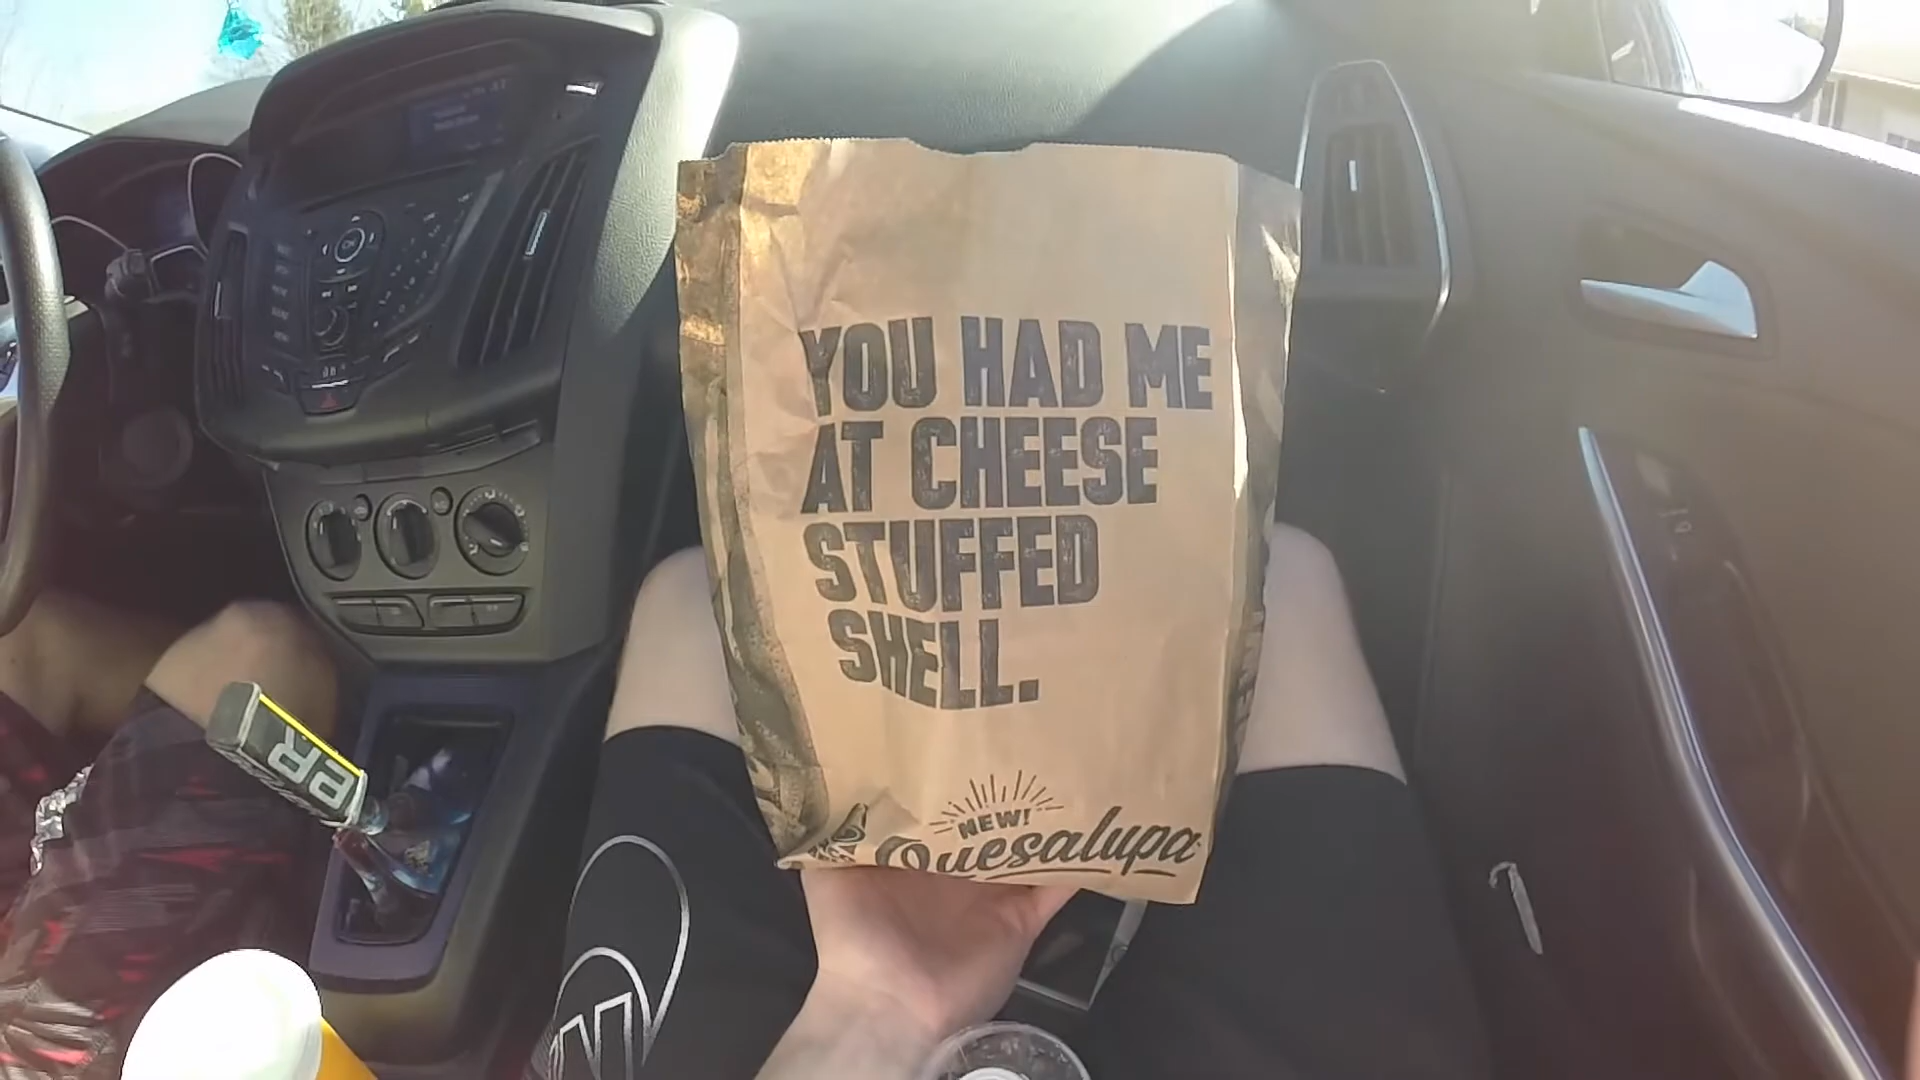 YOU HAD ME
AT CHEESE
STUFFED
SHELL.
NEW!
Quesalupa